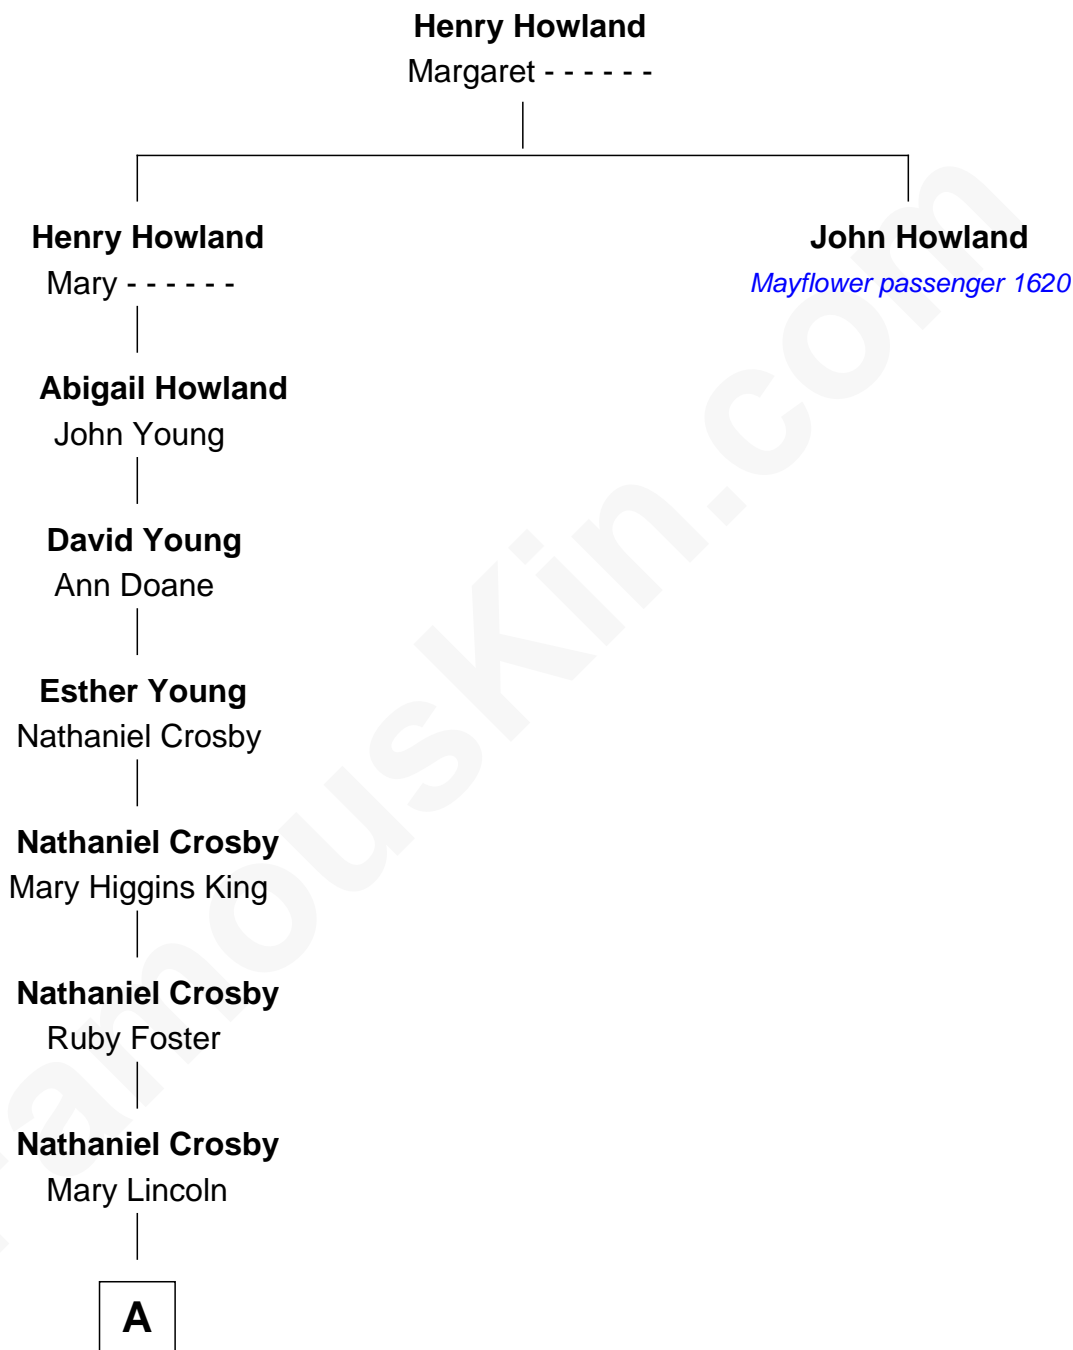 Henry Howland
Margaret - - - - - -
Henry Howland
John Howland
Mary - - - - - -
Mayflower passenger 1620
Abigail Howland
John Young
David Young
Ann Doane
Esther Young
Nathaniel Crosby
Nathaniel Crosby
Mary Higgins King
Nathaniel Crosby
Ruby Foster
Nathaniel Crosby
Mary Lincoln
A
FamousKin.com